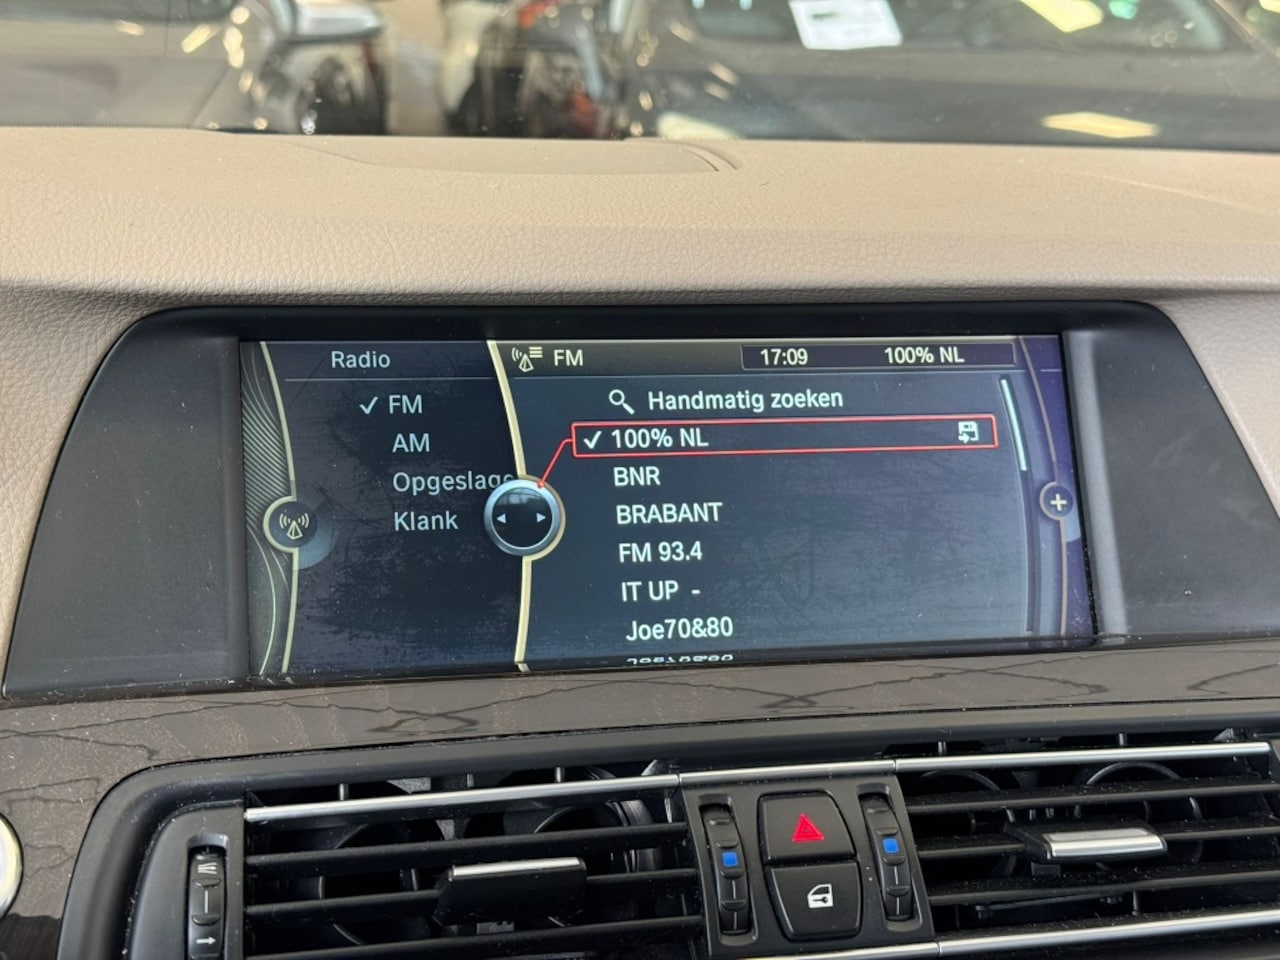 Radio
FM
17:09
100% NL
FM
AM
Klank
Handmatig zoeken
100% NL
BNR
BRABANT
FM 93.4
IT UP -
Joe70&80